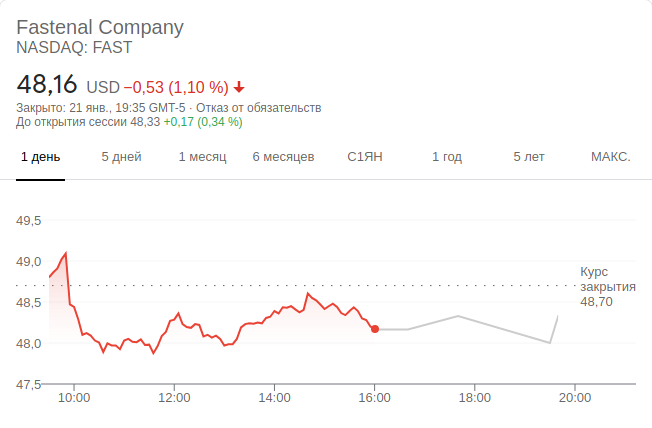 Fastenal Company
NASDAQ: FAST
48,16 USD −0,53 (1,10 %)
Закрыто: 21 янв., 19:35 GMT-5 · Отказ от обязательств
До открытия сессии 48,33 +0,17 (0,34 %)
1 день 5 дней 1 месяц 6 месяцев С1ЯН 1 год 5 лет МАКС.
49,5
49,0
Курс
закрытия
48,70
48,5
48,0
47,5
10:00 12:00 14:00 16:00 18:00 20:00